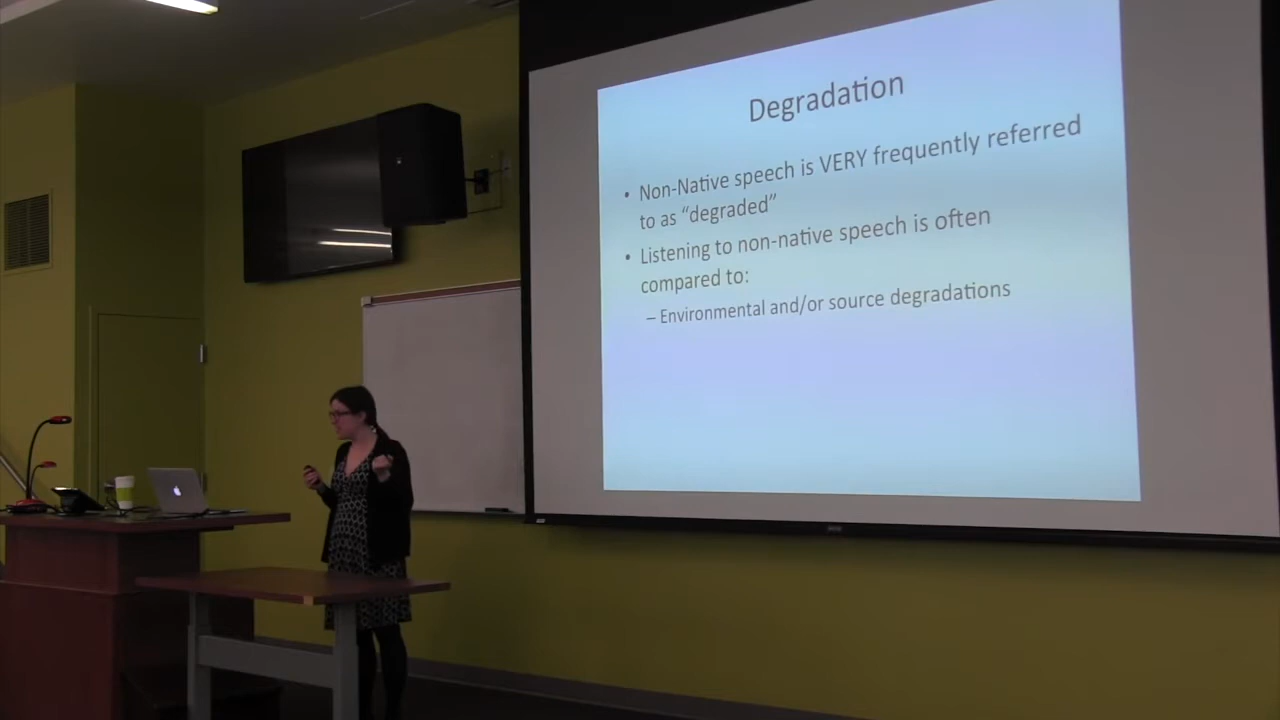 Degradation
• Non-Native speech is VERY frequently referred
to as “degraded”
• Listening to non-native speech is often
compared to:
– Environmental and/or source degradations